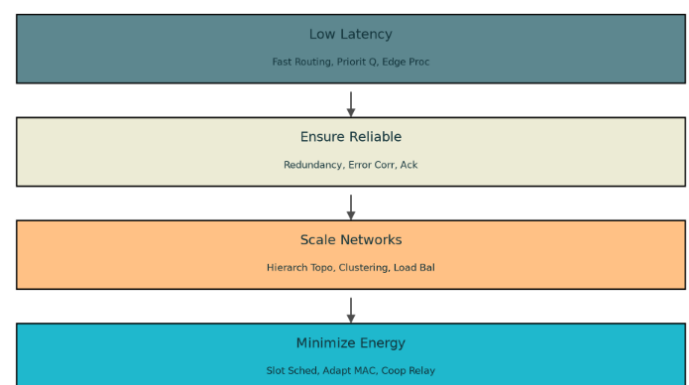 Low Latency
Fast Routing, Priorit Q, Edge Proc
Ensure Reliable
Redundancy, Error Corr, Ack
Scale Networks
Hierarch Topo, Clustering, Load Bal
Minimize Energy
Slot Sched, Adapt MAC, Coop Relay